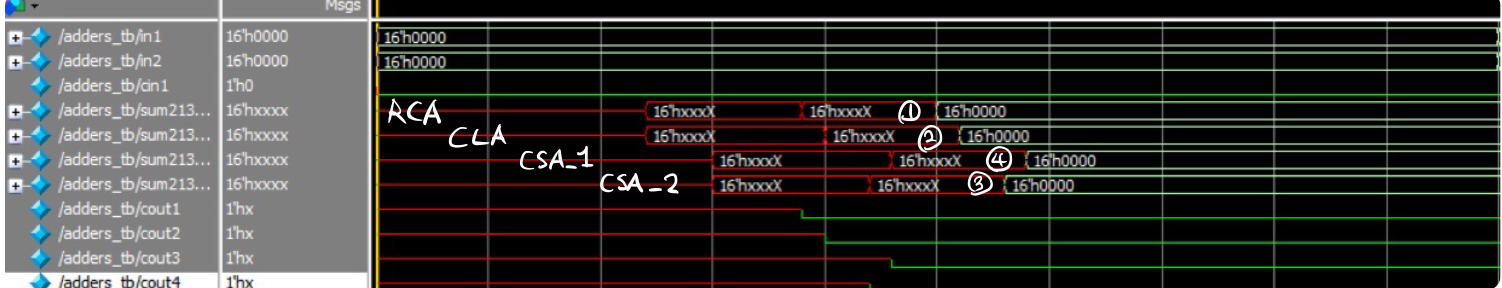 Msgs
/adders_tb/in1 16'h0000 16'h0000
/adders_tb/in2 16'h0000 16'h0000
/adders_tb/cin1 1'h0
/adders_tb/sum213... 16'hxxxx RCA 16'hxxxX 16'hxxxX ① 16'h0000
/adders_tb/sum213... 16'hxxxx CLA 16'hxxxX 16'hxxxX ② 16'h0000
/adders_tb/sum213... 16'hxxxx CSA_1 16'hxxxX 16'hxxxX ④ 16'h0000
/adders_tb/sum213... 16'hxxxx CSA_2 16'hxxxX 16'hxxxX ③ 16'h0000
/adders_tb/cout1 1'hx
/adders_tb/cout2 1'hx
/adders_tb/cout3 1'hx
/adders_tb/cout4 1'hx